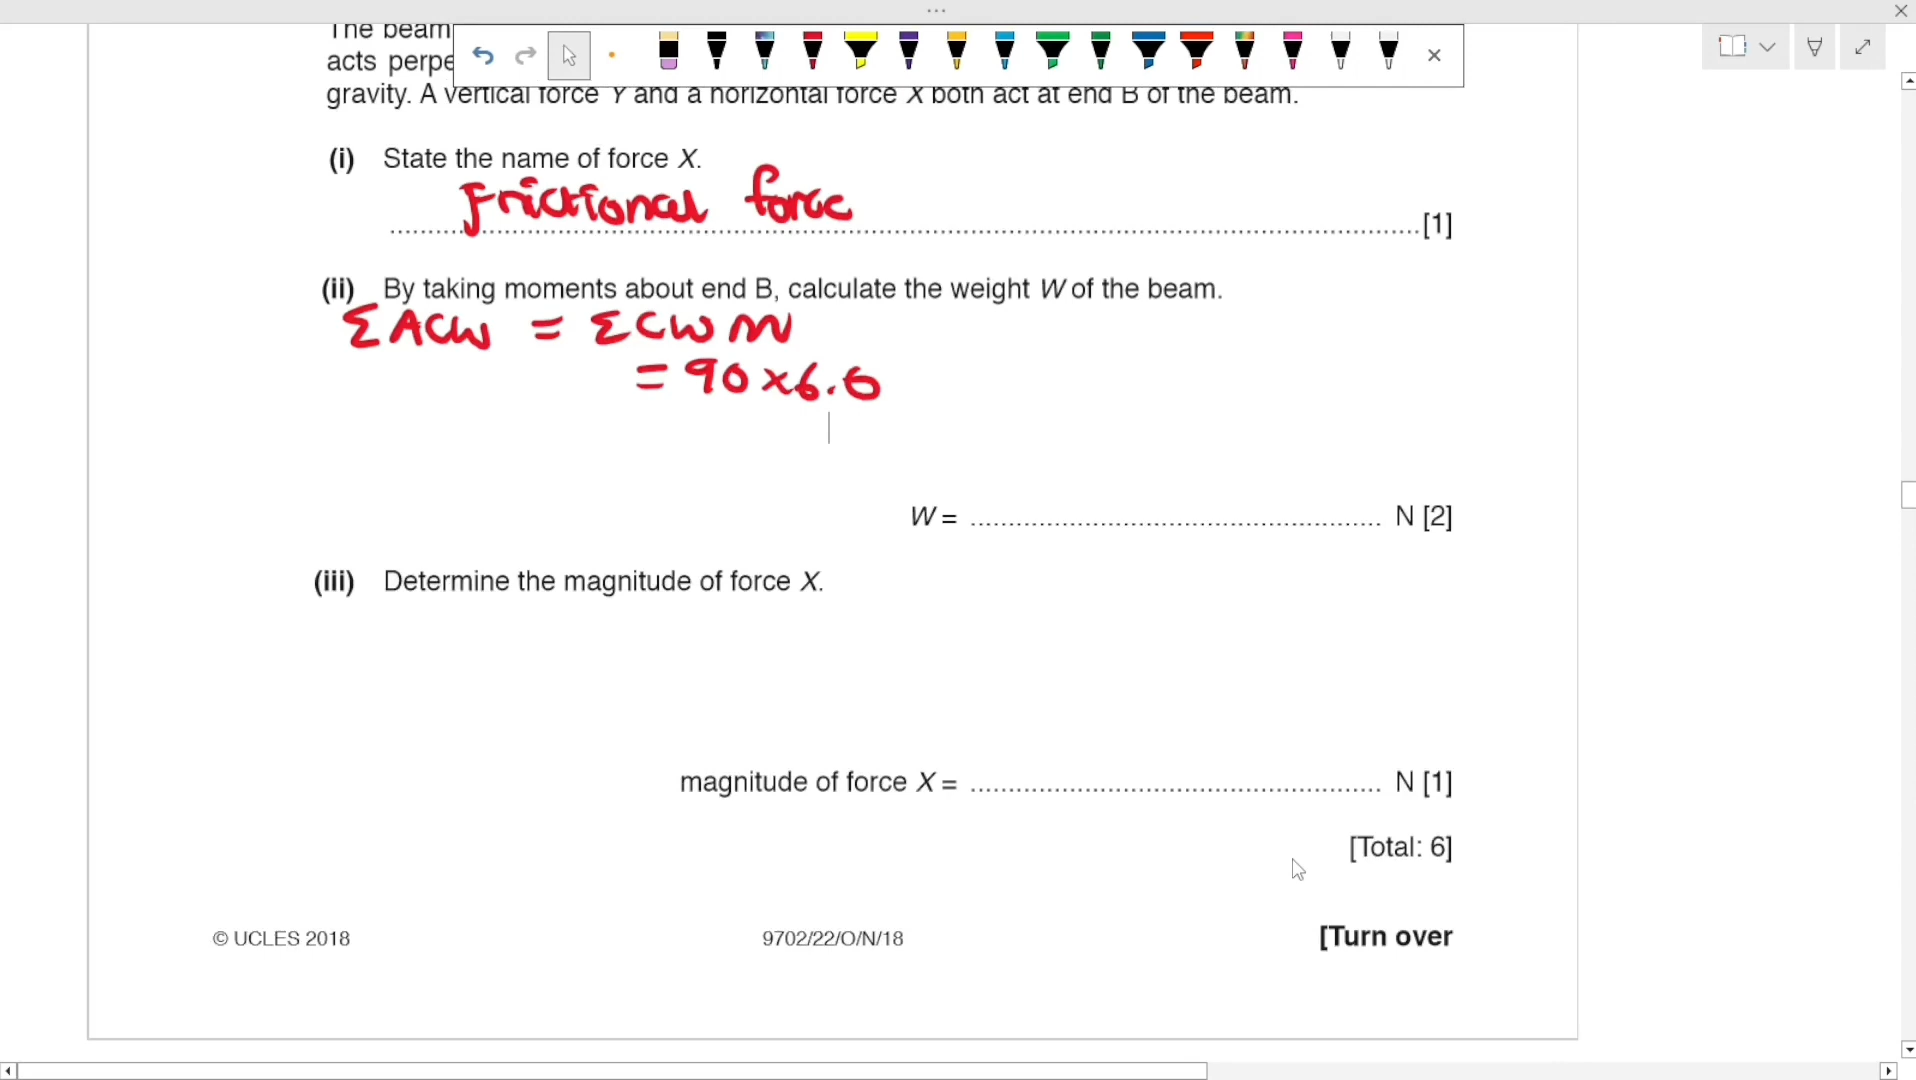 The beam
acts perpe
gravity. A vertical force Y and a horizontal force X both act at end B of the beam.
(i) State the name of force X.
Frictional force
[1]
(ii) By taking moments about end B, calculate the weight W of the beam.
Σ ACW = Σ CW M
= 90 × 6.0
W = N [2]
(iii) Determine the magnitude of force X.
magnitude of force X = N [1]
[Total: 6]
© UCLES 2018 9702/22/O/N/18 [Turn over